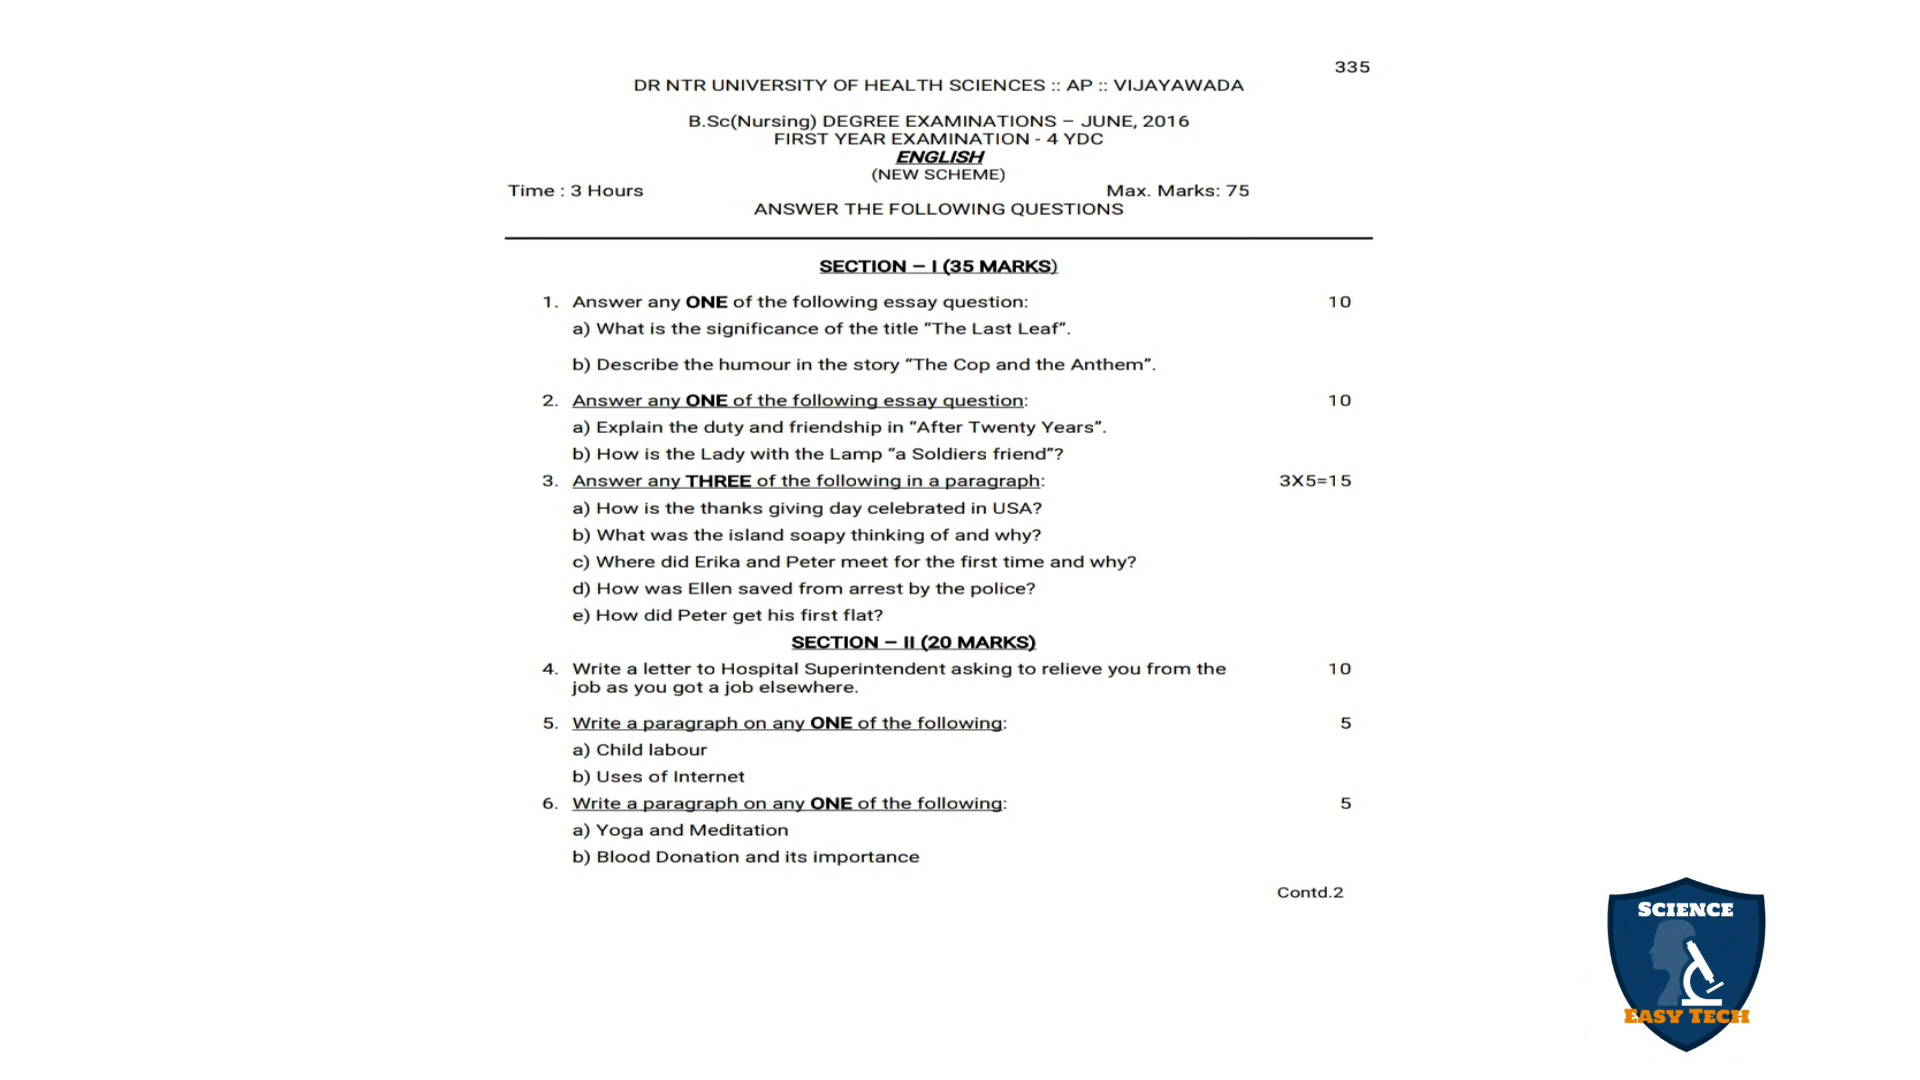 335
DR NTR UNIVERSITY OF HEALTH SCIENCES :: AP :: VIJAYAWADA
B.Sc(Nursing) DEGREE EXAMINATIONS – JUNE, 2016
FIRST YEAR EXAMINATION - 4 YDC
ENGLISH
(NEW SCHEME)
Time : 3 Hours Max. Marks: 75
ANSWER THE FOLLOWING QUESTIONS
SECTION – I (35 MARKS)
1. Answer any ONE of the following essay question: 10
a) What is the significance of the title “The Last Leaf”.
b) Describe the humour in the story “The Cop and the Anthem”.
2. Answer any ONE of the following essay question: 10
a) Explain the duty and friendship in “After Twenty Years”.
b) How is the Lady with the Lamp “a Soldiers friend”?
3. Answer any THREE of the following in a paragraph: 3X5=15
a) How is the thanks giving day celebrated in USA?
b) What was the island soapy thinking of and why?
c) Where did Erika and Peter meet for the first time and why?
d) How was Ellen saved from arrest by the police?
e) How did Peter get his first flat?
SECTION – II (20 MARKS)
4. Write a letter to Hospital Superintendent asking to relieve you from the 10
job as you got a job elsewhere.
5. Write a paragraph on any ONE of the following: 5
a) Child labour
b) Uses of Internet
6. Write a paragraph on any ONE of the following: 5
a) Yoga and Meditation
b) Blood Donation and its importance
Contd.2
SCIENCE
EASY TECH